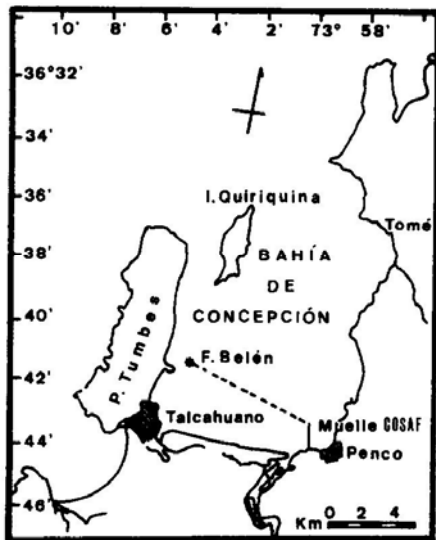 10' 8' 6' 4' 2' 73° 58'
36°32'
34'
36'
38'
40'
42'
44'
46'
I. Quiriquina
Tomé
BAHÍA
DE
CONCEPCIÓN
P. Tumbes
F. Belén
Talcahuano
Muelle COSAF
Penco
Km 0 2 4